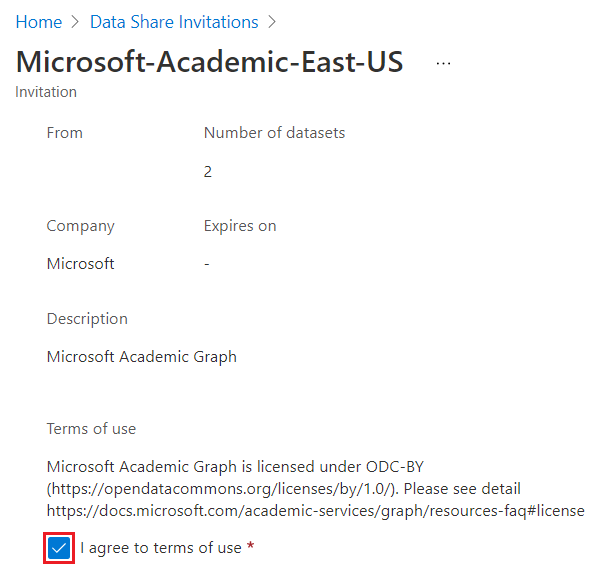 Home > Data Share Invitations >
Microsoft-Academic-East-US ...
Invitation
From Number of datasets
2
Company Expires on
Microsoft -
Description
Microsoft Academic Graph
Terms of use
Microsoft Academic Graph is licensed under ODC-BY
(https://opendatacommons.org/licenses/by/1.0/). Please see detail
https://docs.microsoft.com/academic-services/graph/resources-faq#license
I agree to terms of use *